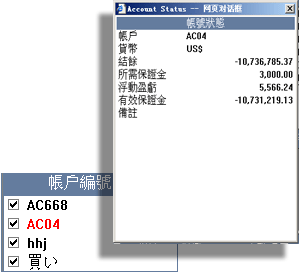 Account Status -- 网页对话框
帳號狀態
帳戶 AC04
貨幣 US$
結餘 -10,736,785.37
所需保證金 3,000.00
浮動盈虧 5,566.24
有效保證金 -10,731,219.13
備註
帳戶編號
AC668
AC04
hhj
買い